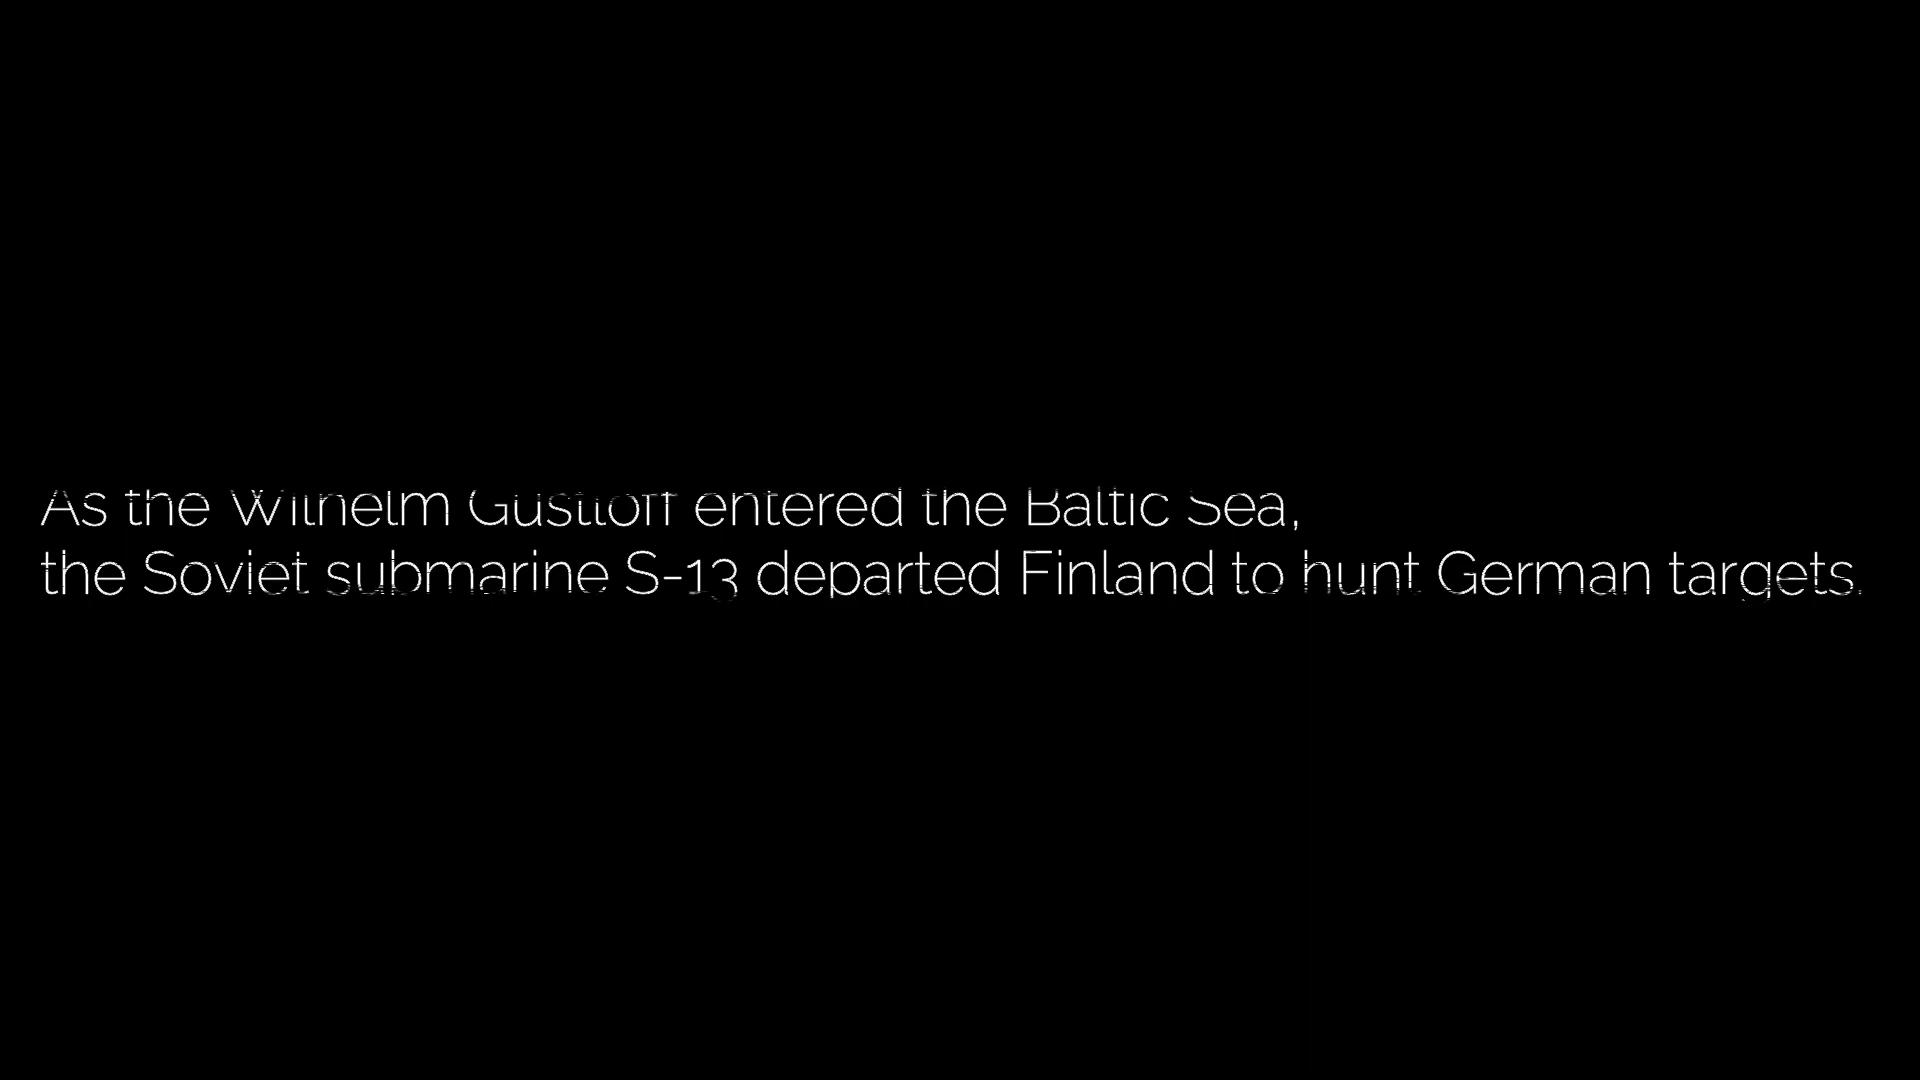 As the Wilhelm Gustloff entered the Baltic Sea,
the Soviet submarine S-13 departed Finland to hunt German targets.